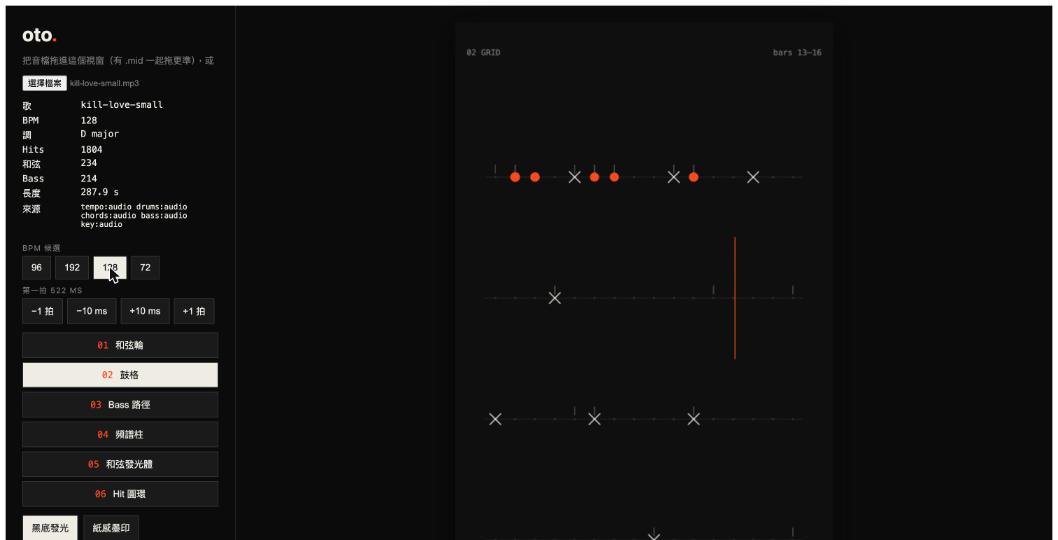 oto.
把音檔拖進這個視窗（有 .mid 一起拖更準），或
選擇檔案 kill-love-small.mp3
歌 kill-love-small
BPM 128
調 D major
Hits 1804
和弦 234
Bass 214
長度 287.9 s
來源 tempo:audio drums:audio
chords:audio bass:audio
key:audio
BPM 候選
96 192 128 72
第一拍 522 MS
−1 拍 −10 ms +10 ms +1 拍
01 和弦輪
02 鼓格
03 Bass 路徑
04 頻譜柱
05 和弦發光體
06 Hit 圓環
黑底發光 紙感墨印
02 GRID bars 13–16